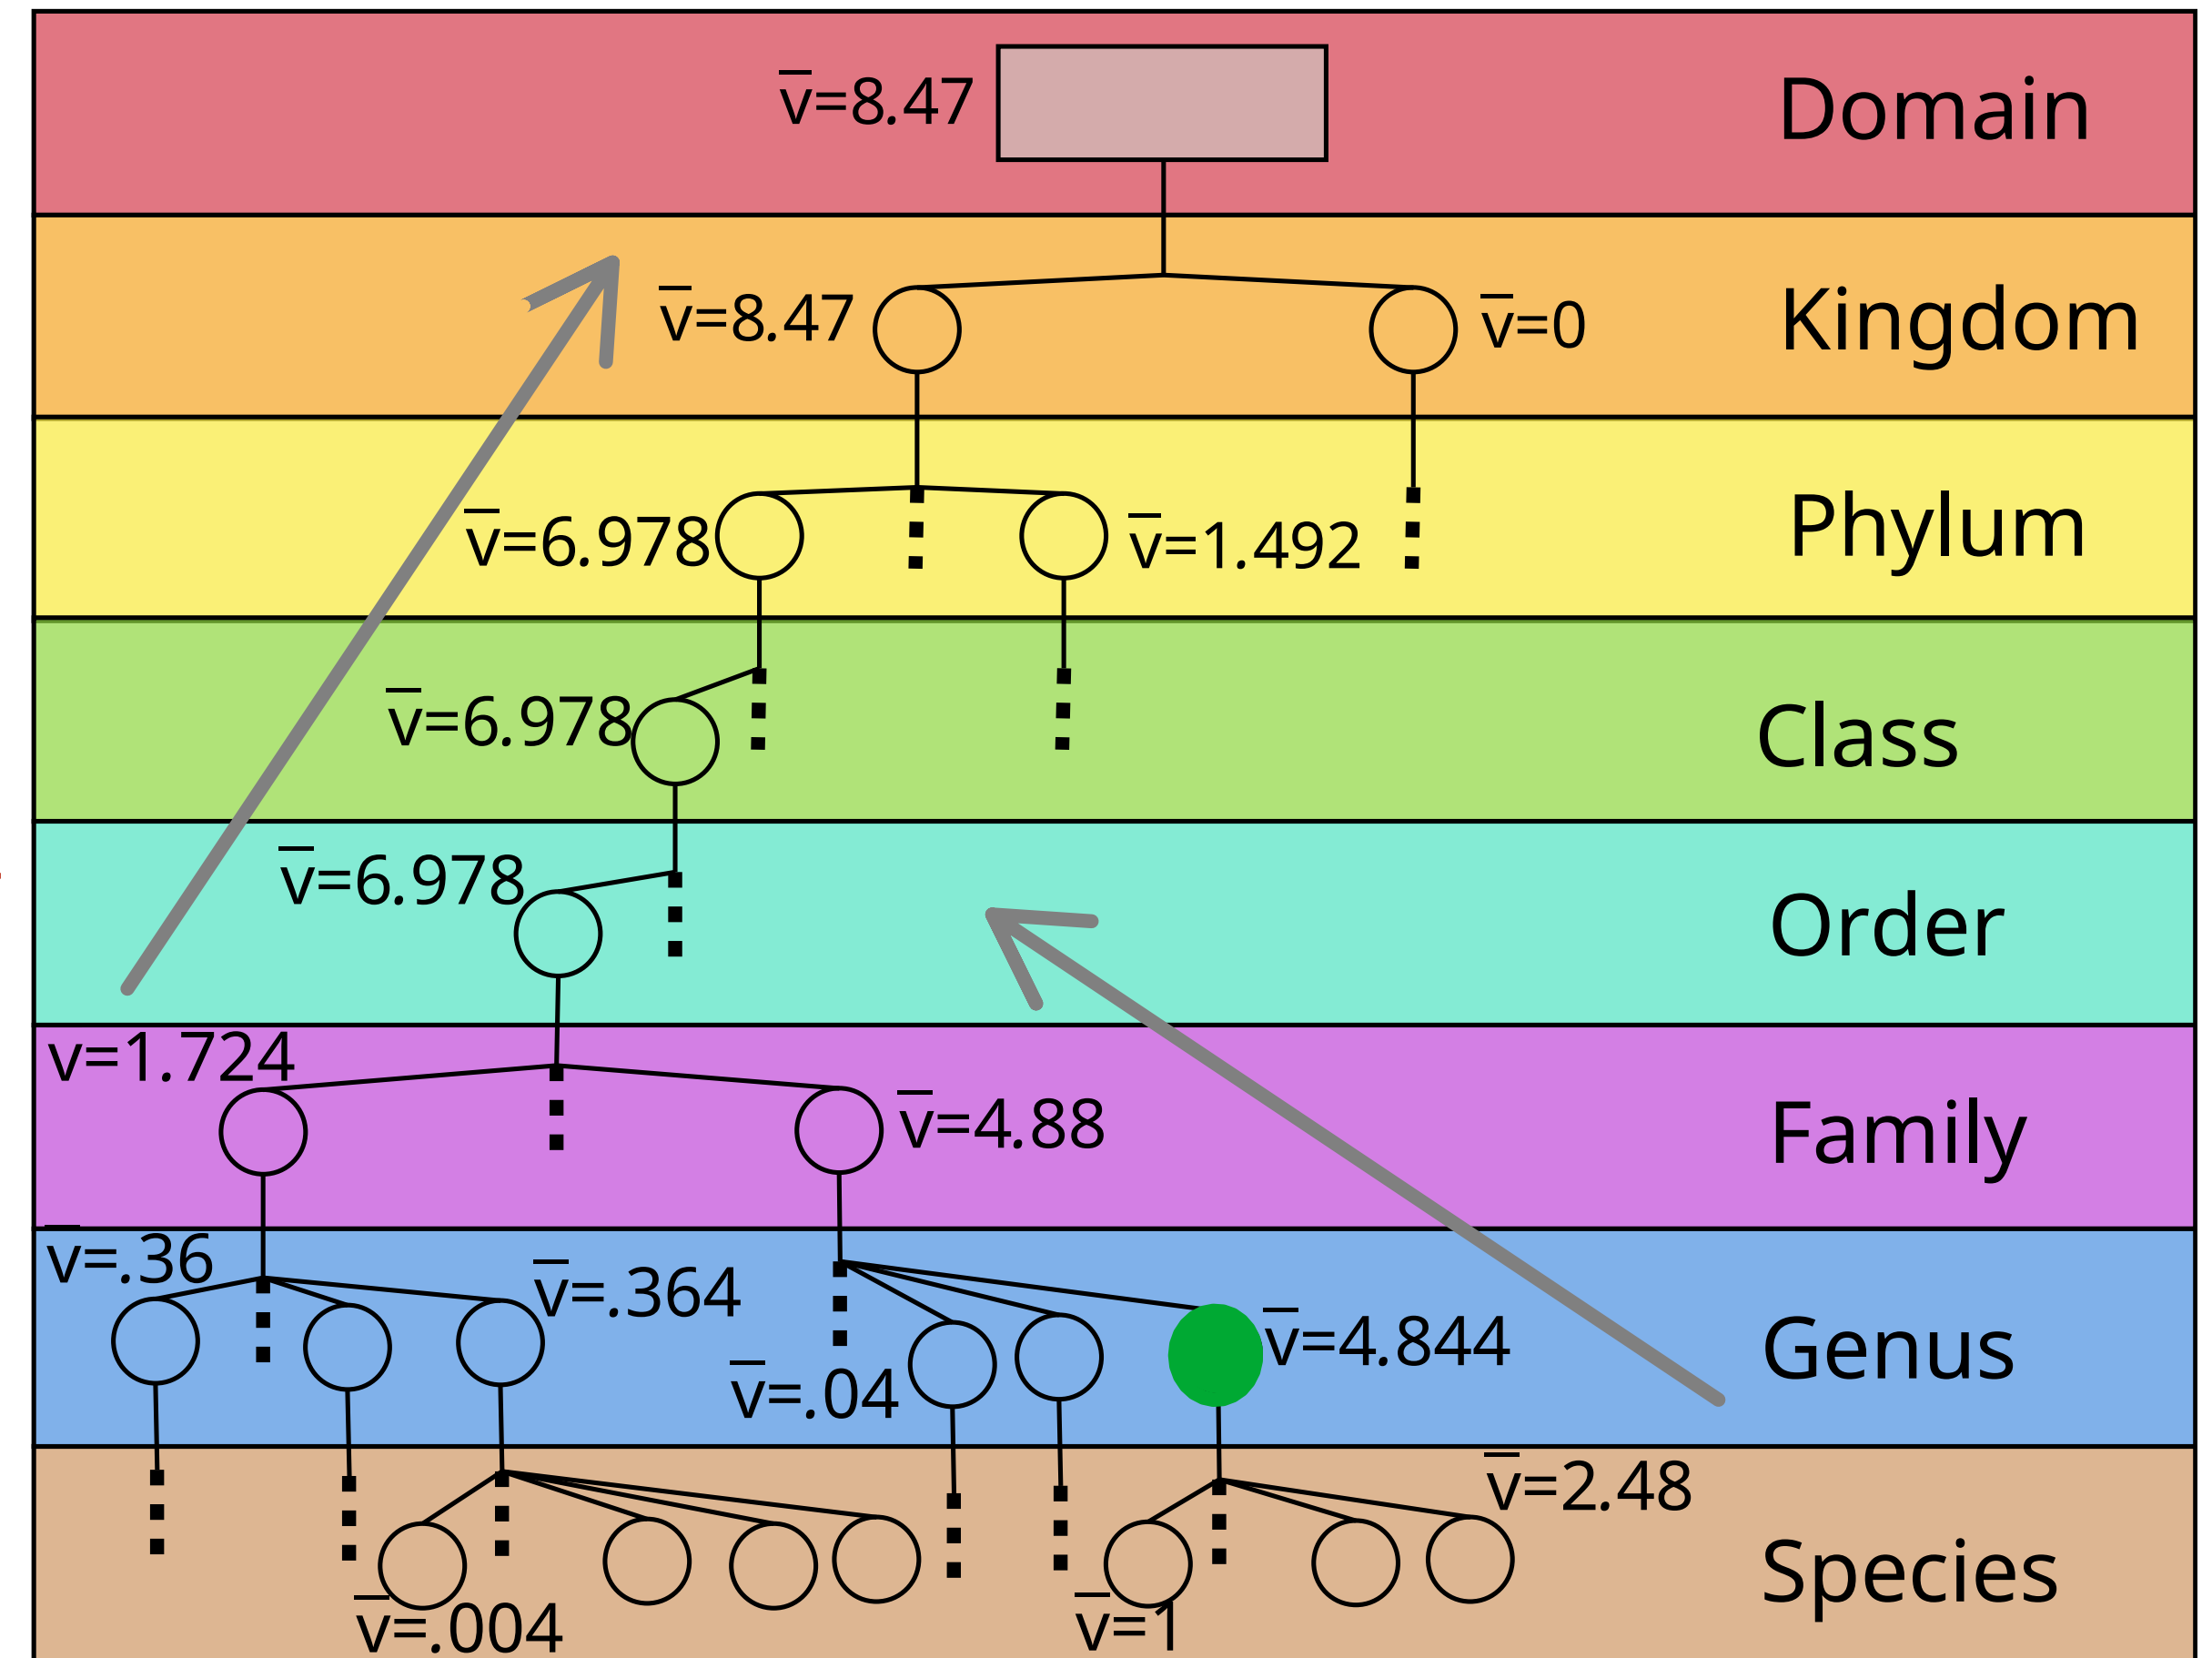 v̅=8.47
Domain
v̅=8.47
v̅=0
Kingdom
v̅=6.978
v̅=1.492
Phylum
v̅=6.978
Class
v̅=6.978
Order
v=1.724
v̅=4.88
Family
v̅=.36
v̅=.364
v̅=.04
v̅=4.844
Genus
v̅=2.48
Species
v̅=.004
v̅=1